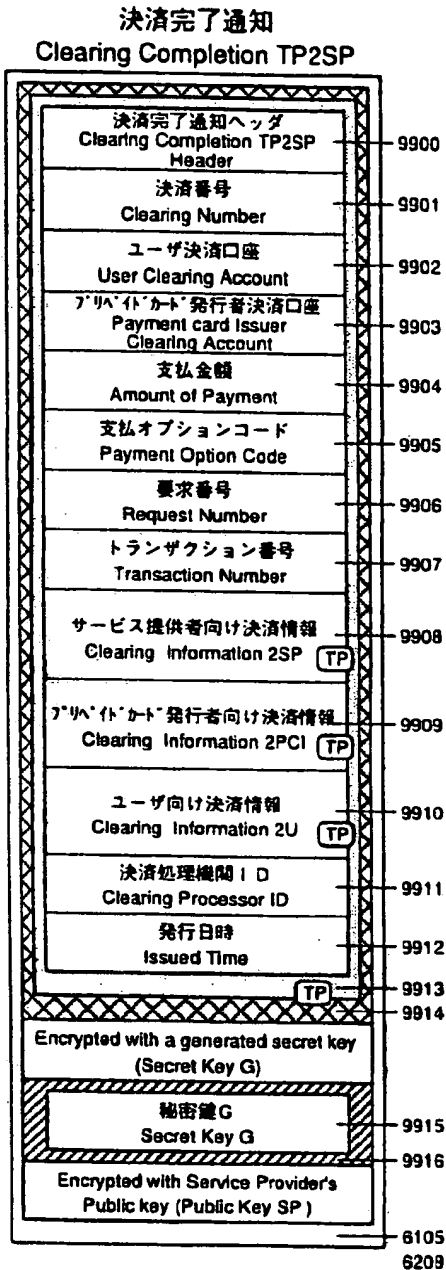 決済完了通知
Clearing Completion TP2SP
決済完了通知ヘッダ
Clearing Completion TP2SP
Header
9900
決済番号
Clearing Number
9901
ユーザ決済口座
User Clearing Account
9902
プリペイドカード発行者決済口座
Payment card Issuer
Clearing Account
9903
支払金額
Amount of Payment
9904
支払オプションコード
Payment Option Code
9905
要求番号
Request Number
9906
トランザクション番号
Transaction Number
9907
サービス提供者向け決済情報
Clearing Information 2SP
TP
9908
プリペイドカード発行者向け決済情報
Clearing Information 2PCI
TP
9909
ユーザ向け決済情報
Clearing Information 2U
TP
9910
決済処理機関ID
Clearing Processor ID
9911
発行日時
Issued Time
9912
TP
9913
9914
Encrypted with a generated secret key
(Secret Key G)
秘密鍵G
Secret Key G
9915
9916
Encrypted with Service Provider's
Public key (Public Key SP )
6105
6209